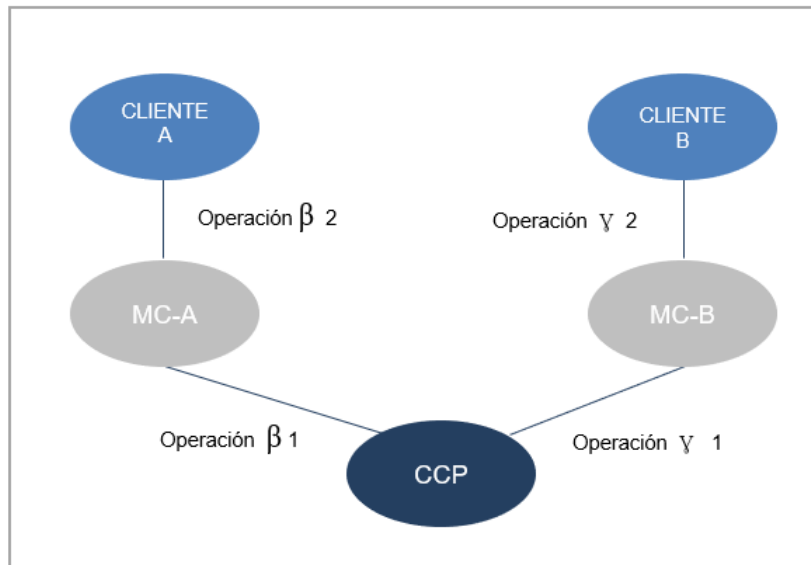 CLIENTE
A
CLIENTE
B
Operación β 2
Operación γ 2
MC-A
MC-B
Operación β 1
Operación γ 1
CCP